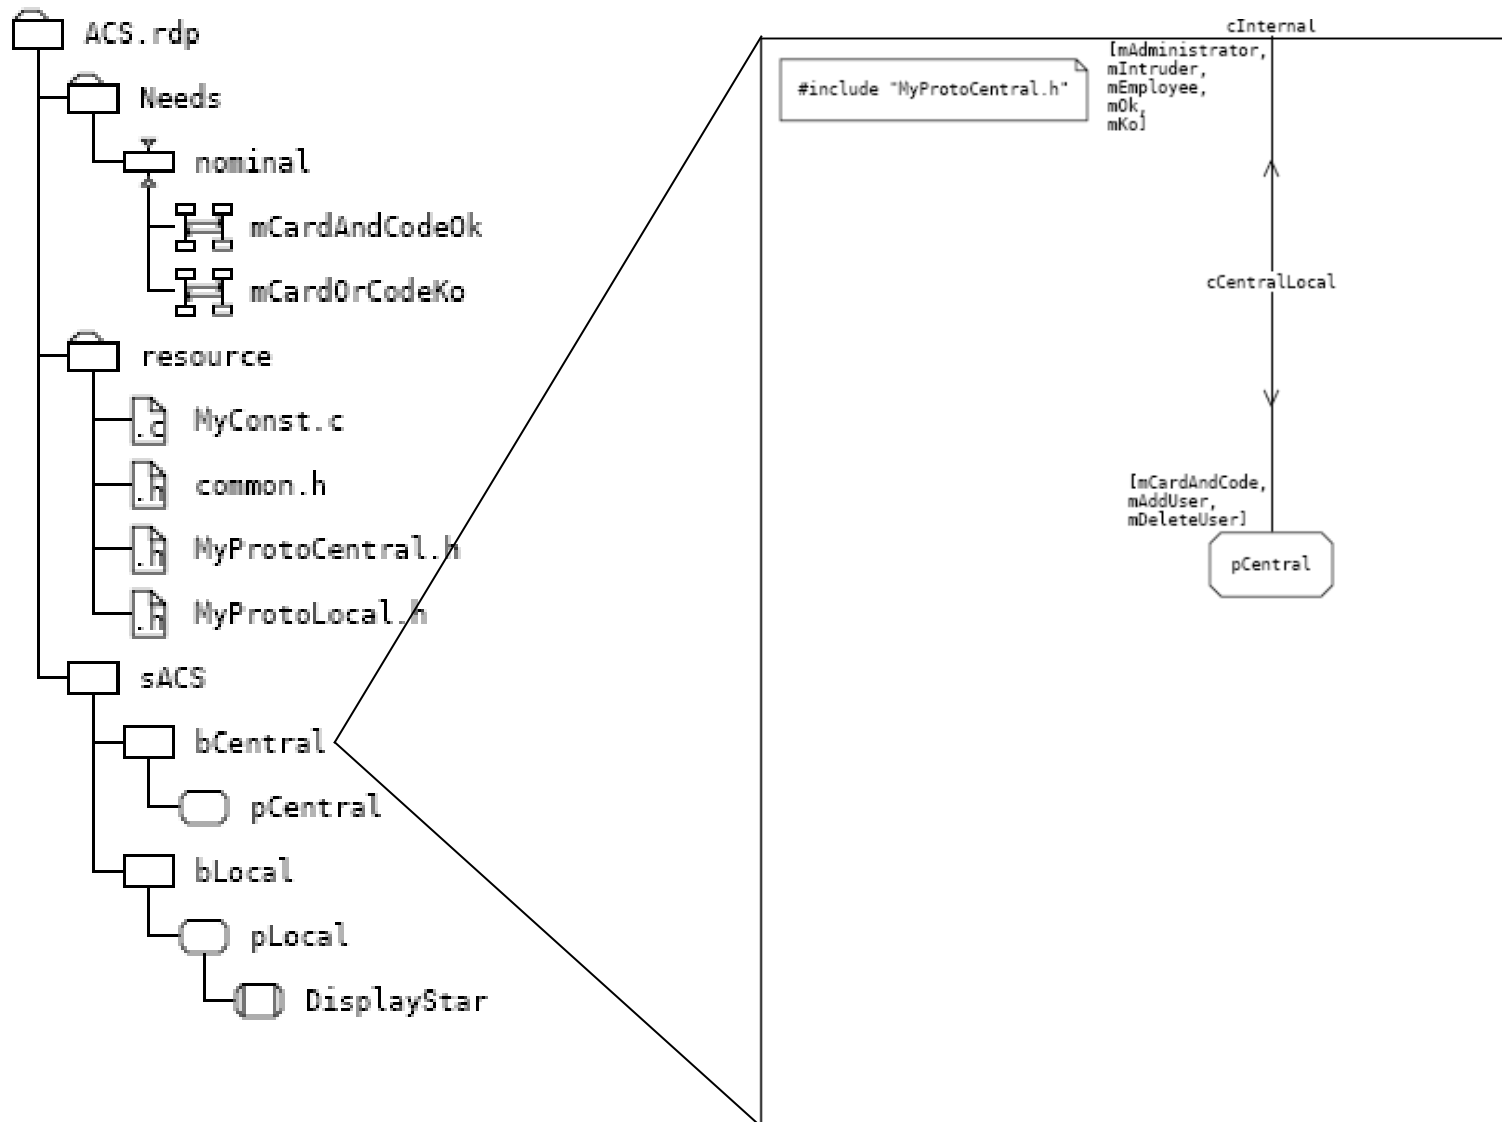 ACS.rdp
Needs
nominal
mCardAndCodeOk
mCardOrCodeKo
resource
.c MyConst.c
.h common.h
.h MyProtoCentral.h
.h MyProtoLocal.h
sACS
bCentral
pCentral
bLocal
pLocal
DisplayStar
cInternal
#include "MyProtoCentral.h"
[mAdministrator,
mIntruder,
mEmployee,
mOk,
mKo]
cCentralLocal
[mCardAndCode,
mAddUser,
mDeleteUser]
pCentral